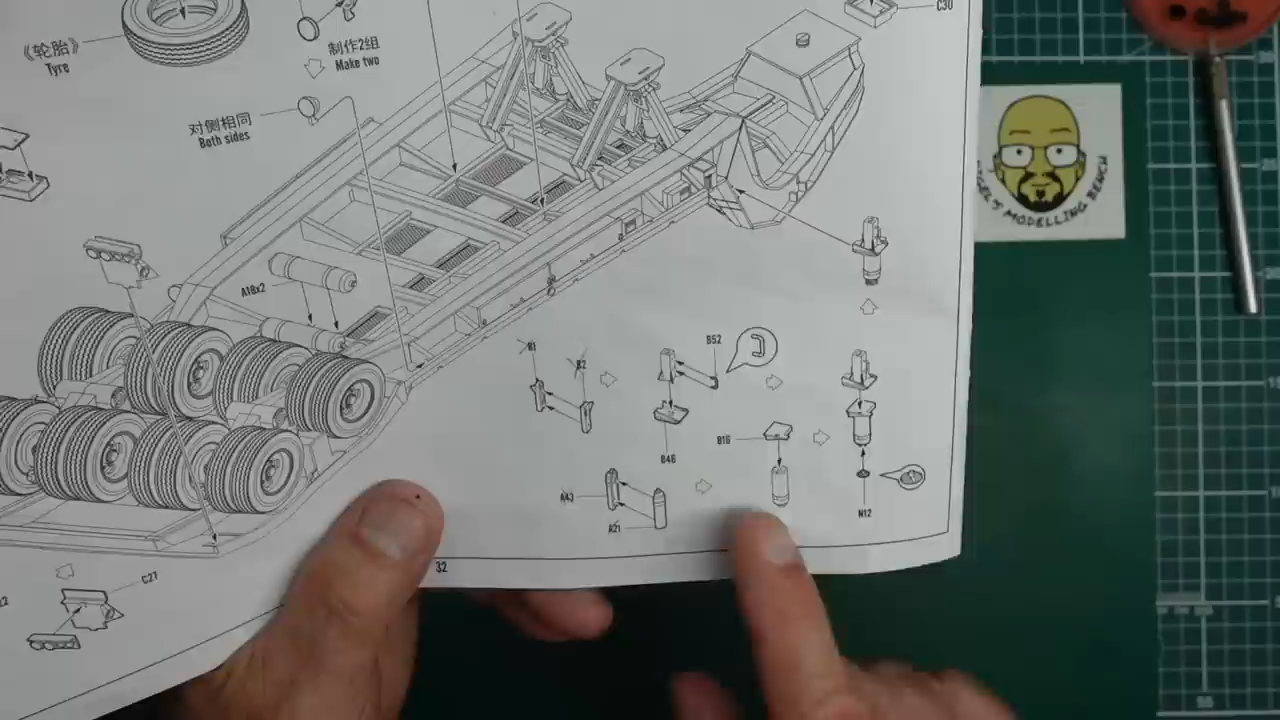 《轮胎》
Tyre
制作2组
Make two
对侧相同
Both sides
C30
A18x2
B1
B2
B52
B46
B16
A43
A21
N12
32
C27
NIGEL'S MODELLING BENCH